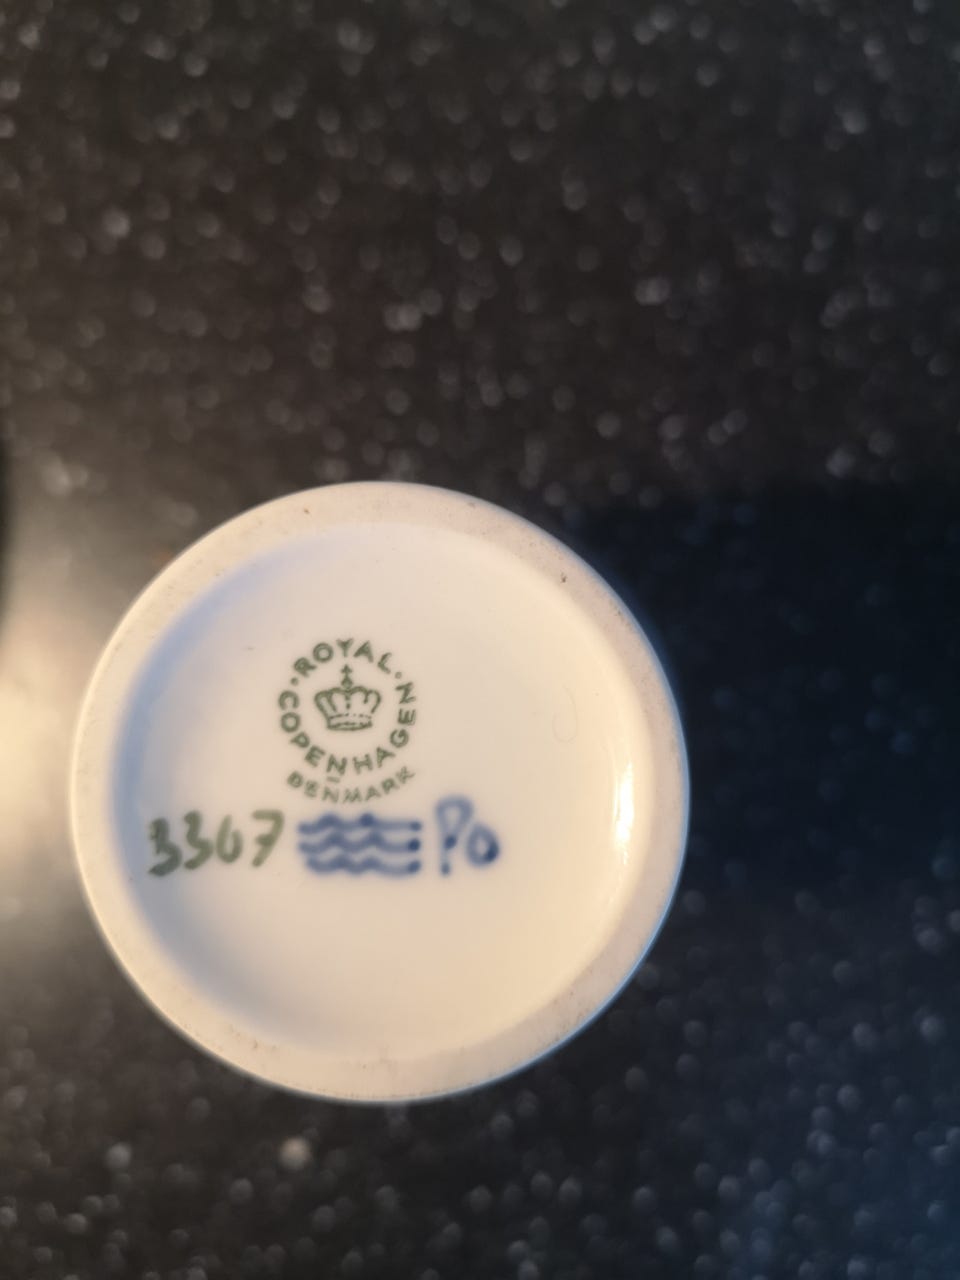 ROYAL
COPENHAGEN
DENMARK
3367 Po